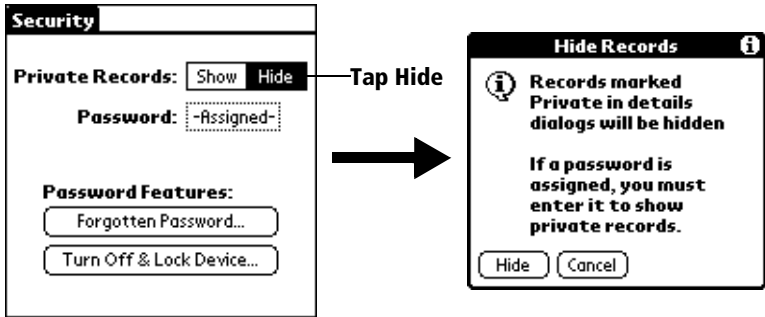 Security
Private Records: Show Hide
Tap Hide
Password: -Assigned-
Password Features:
Forgotten Password...
Turn Off & Lock Device...
Hide Records
Records marked
Private in details
dialogs will be hidden
If a password is
assigned, you must
enter it to show
private records.
Hide Cancel